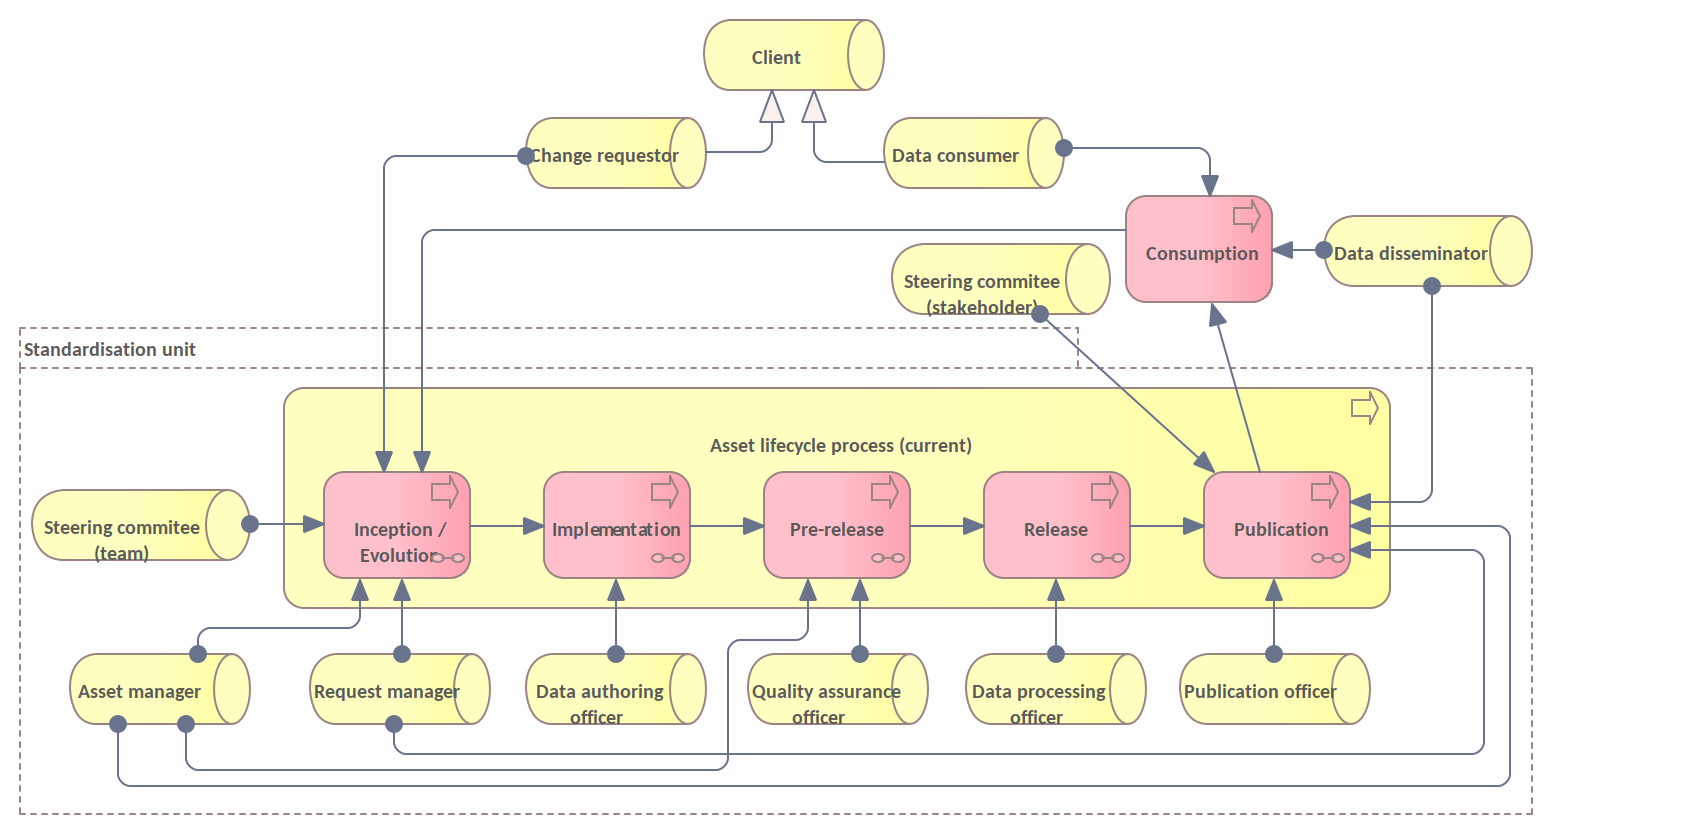 Client
Change requestor
Data consumer
Consumption
Data disseminator
Steering commitee
(stakeholder)
Standardisation unit
Asset lifecycle process (current)
Steering commitee
(team)
Inception /
Evolution
Implementation
Pre-release
Release
Publication
Asset manager
Request manager
Data authoring
officer
Quality assurance
officer
Data processing
officer
Publication officer